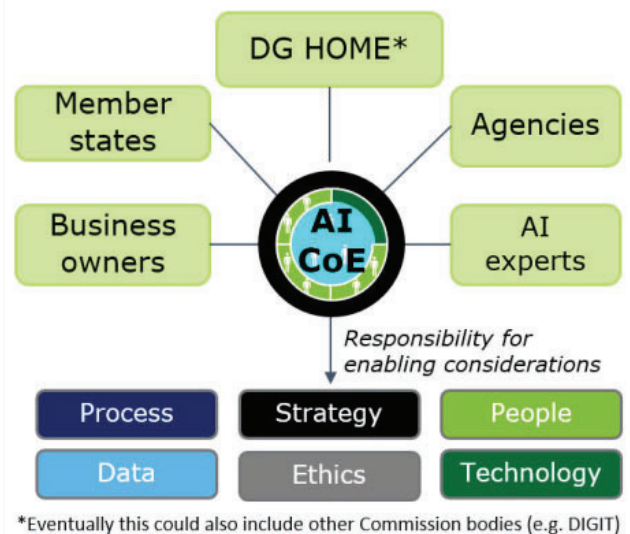 DG HOME*
Member
states
Agencies
Business
owners
AI
CoE
AI
experts
Responsibility for
enabling considerations
Process
Strategy
People
Data
Ethics
Technology
*Eventually this could also include other Commission bodies (e.g. DIGIT)